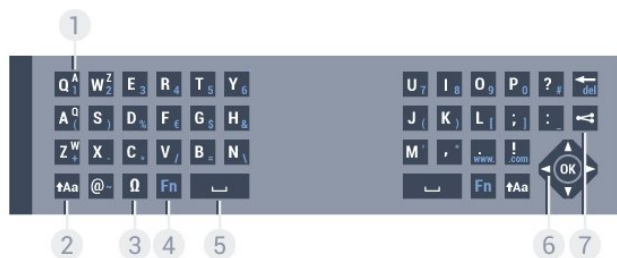 1
Q A 1 W Z 2 E 3 R 4 T 5 Y 6 U 7 I 8 O 9 P 0 ? # del
A Q ( S ) D % F € G $ H & J ( K ) L [ ; ] : _
Z W + X - C * V / B = N \ M ' , " . www. ! .com
Aa @ ~ Ω Fn Fn Aa OK
2 3 4 5 6 7